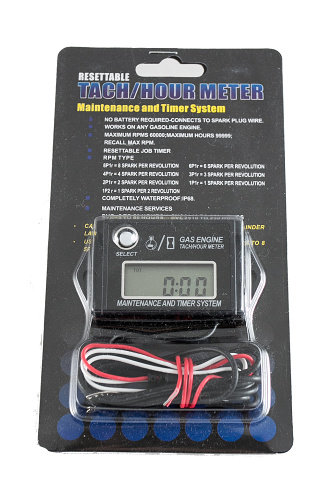 RESETTABLE
TACH/HOUR METER
Maintenance and Timer System
NO BATTERY REQUIRED-CONNECTS TO SPARK PLUG WIRE.
WORKS ON ANY GASOLINE ENGINE.
MAXIMUM RPMS 60000;MAXIMUM HOURS 99999;
RECALL MAX RPM.
RESETTABLE JOB TIMER
RPM TYPE
8P1r = 8 SPARK PER REVOLUTION 6P1r = 6 SPARK PER REVOLUTION
4P1r = 4 SPARK PER REVOLUTION 3P1r = 3 SPARK PER REVOLUTION
2P1r = 2 SPARK PER REVOLUTION 1P1r = 1 SPARK PER REVOLUTION
1P2r = 1 SPARK PER 2 REVOLUTION
COMPLETELY WATERPROOF:IP68.
MAINTENANCE SERVICES
SELECT
GAS ENGINE
TACH/HOUR METER
TOT
0:00
MAINTENANCE AND TIMER SYSTEM